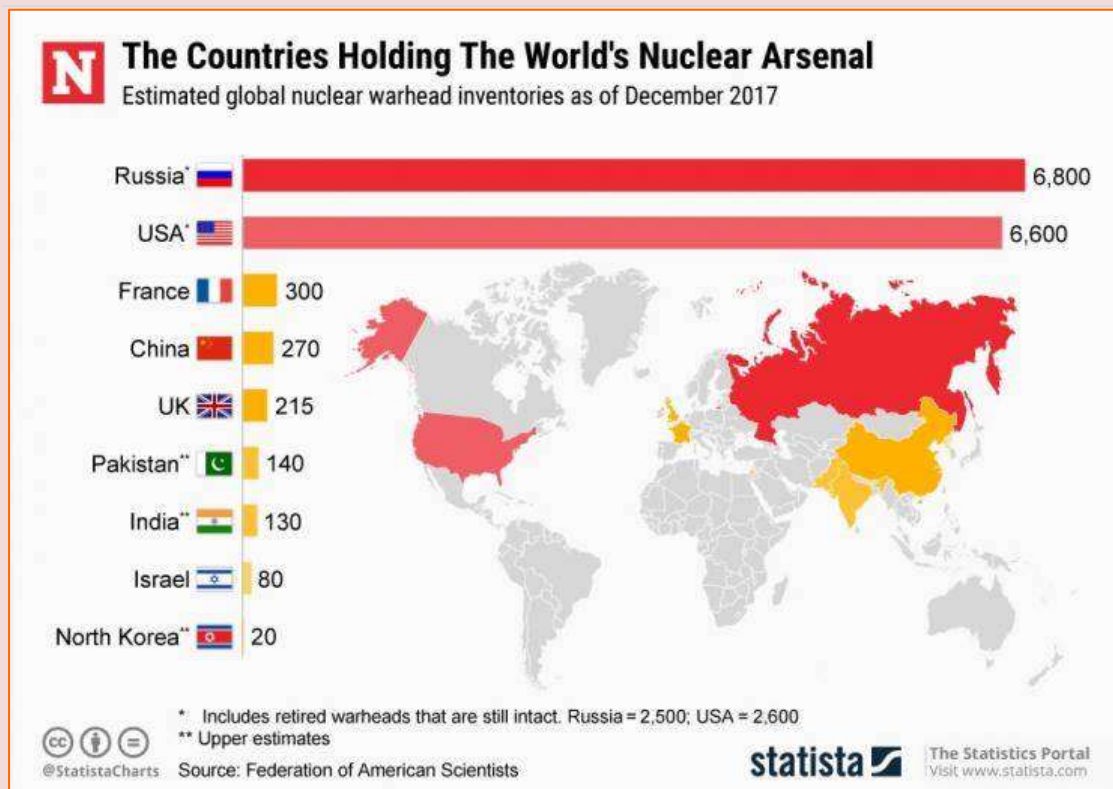 N
The Countries Holding The World's Nuclear Arsenal
Estimated global nuclear warhead inventories as of December 2017
Russia* 6,800
USA* 6,600
France 300
China 270
UK 215
Pakistan** 140
India** 130
Israel 80
North Korea** 20
* Includes retired warheads that are still intact. Russia = 2,500; USA = 2,600
** Upper estimates
Source: Federation of American Scientists
cc
@StatistaCharts
statista
The Statistics Portal
Visit www.statista.com